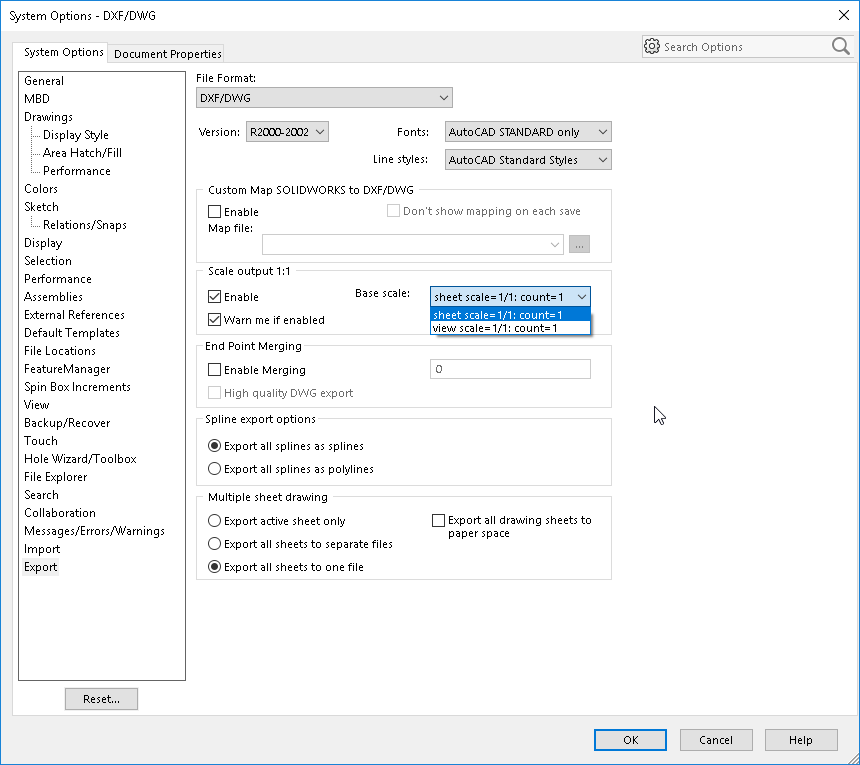 System Options - DXF/DWG
System Options
Document Properties
Search Options
General
MBD
Drawings
Display Style
Area Hatch/Fill
Performance
Colors
Sketch
Relations/Snaps
Display
Selection
Performance
Assemblies
External References
Default Templates
File Locations
FeatureManager
Spin Box Increments
View
Backup/Recover
Touch
Hole Wizard/Toolbox
File Explorer
Search
Collaboration
Messages/Errors/Warnings
Import
Export
Reset...
File Format:
DXF/DWG
Version: R2000-2002
Fonts: AutoCAD STANDARD only
Line styles: AutoCAD Standard Styles
Custom Map SOLIDWORKS to DXF/DWG
Enable
Don't show mapping on each save
Map file:
...
Scale output 1:1
Enable
Base scale: sheet scale=1/1: count=1
sheet scale=1/1: count=1
view scale=1/1: count=1
Warn me if enabled
End Point Merging
Enable Merging
0
High quality DWG export
Spline export options
Export all splines as splines
Export all splines as polylines
Multiple sheet drawing
Export active sheet only
Export all sheets to separate files
Export all sheets to one file
Export all drawing sheets to
paper space
OK
Cancel
Help